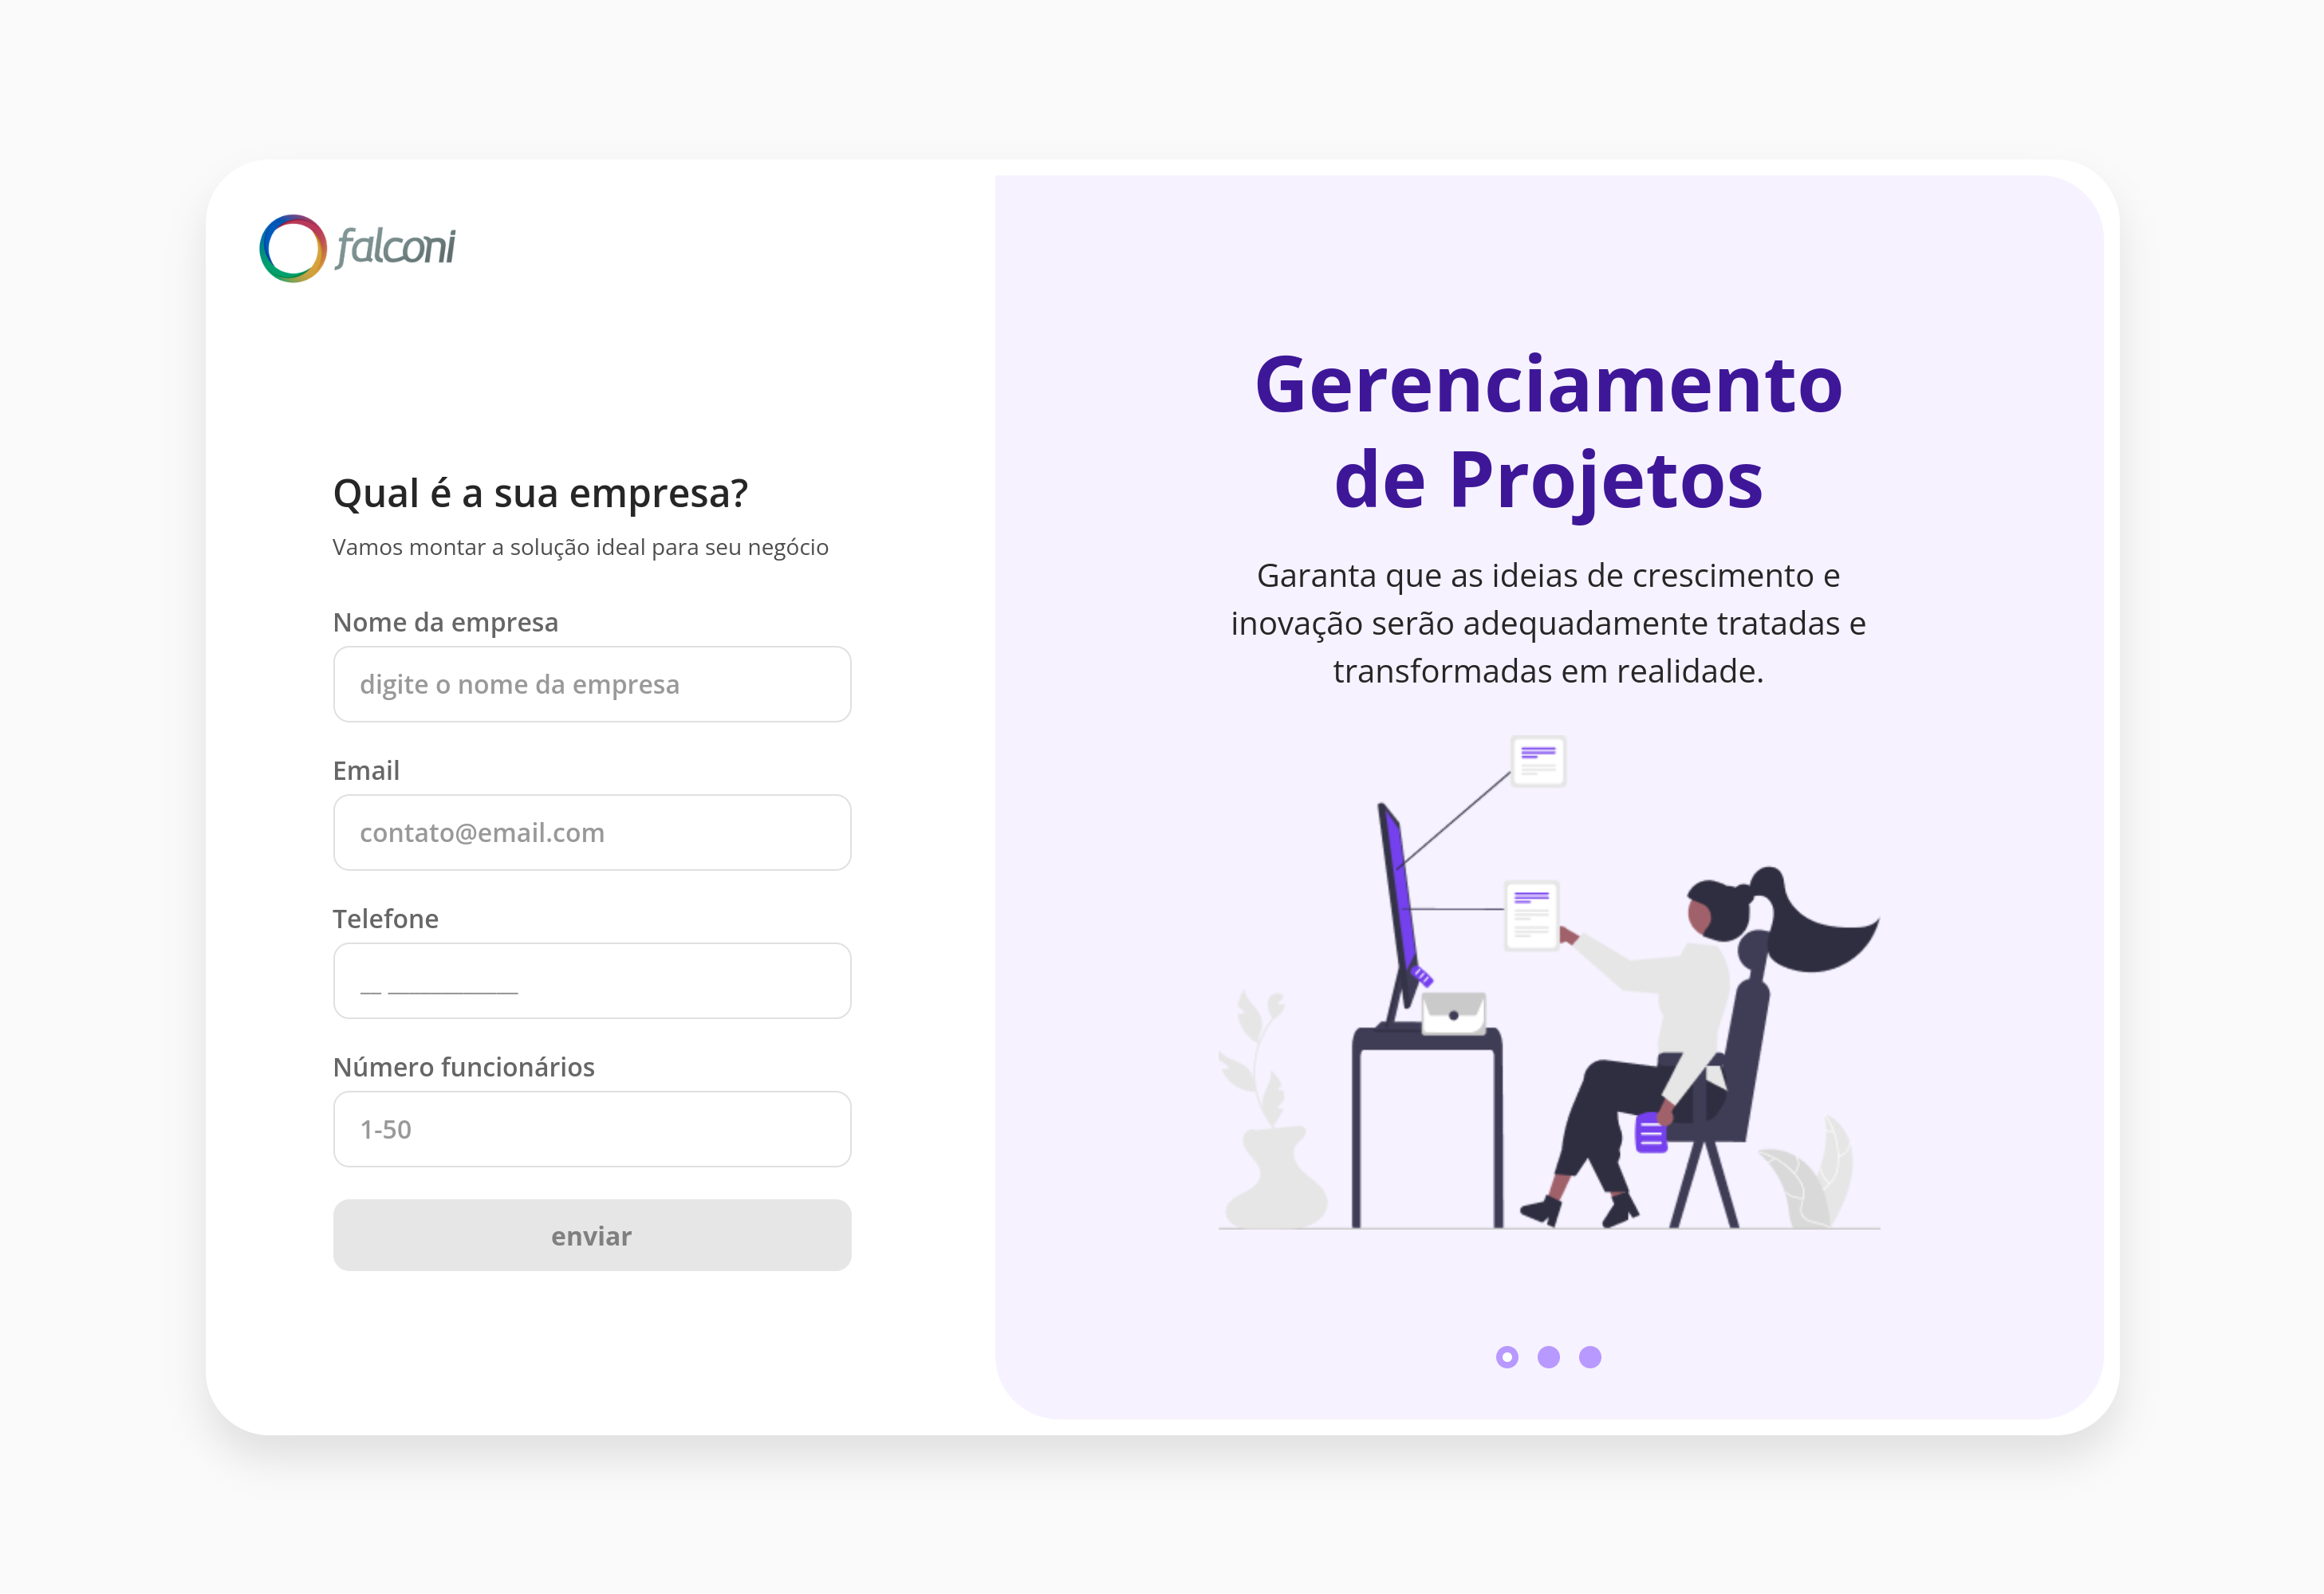 falconi
Qual é a sua empresa?
Vamos montar a solução ideal para seu negócio
Nome da empresa
digite o nome da empresa
Email
contato@email.com
Telefone
__ ____________
Número funcionários
1-50
enviar
Gerenciamento
de Projetos
Garanta que as ideias de crescimento e
inovação serão adequadamente tratadas e
transformadas em realidade.